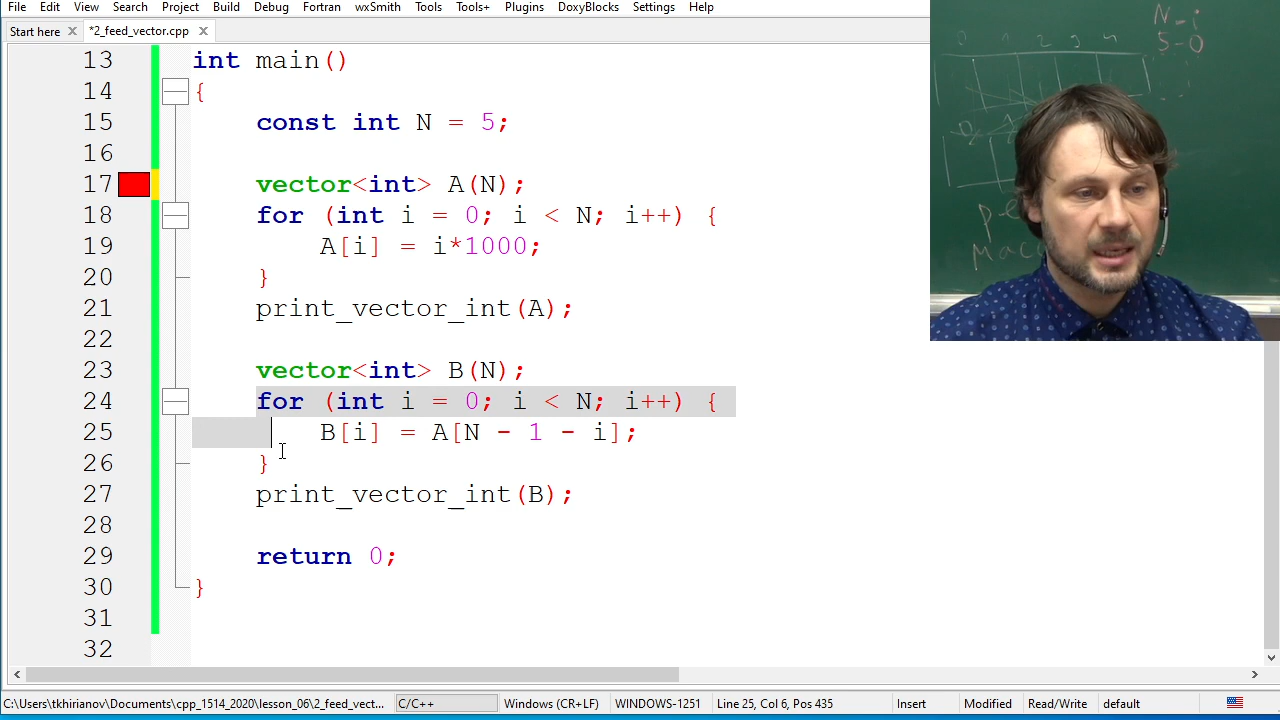 File Edit View Search Project Build Debug Fortran wxSmith Tools Tools+ Plugins DoxyBlocks Settings Help
Start here *2_feed_vector.cpp
13 int main()
14 {
15 const int N = 5;
16
17 vector<int> A(N);
18 for (int i = 0; i < N; i++) {
19 A[i] = i*1000;
20 }
21 print_vector_int(A);
22
23 vector<int> B(N);
24 for (int i = 0; i < N; i++) {
25 B[i] = A[N - 1 - i];
26 }
27 print_vector_int(B);
28
29 return 0;
30 }
31
32
N-i
5-0
C:\Users\tkhirianov\Documents\cpp_1514_2020\lesson_06\2_feed_vect... C/C++ Windows (CR+LF) WINDOWS-1251 Line 25, Col 6, Pos 435 Insert Modified Read/Write default